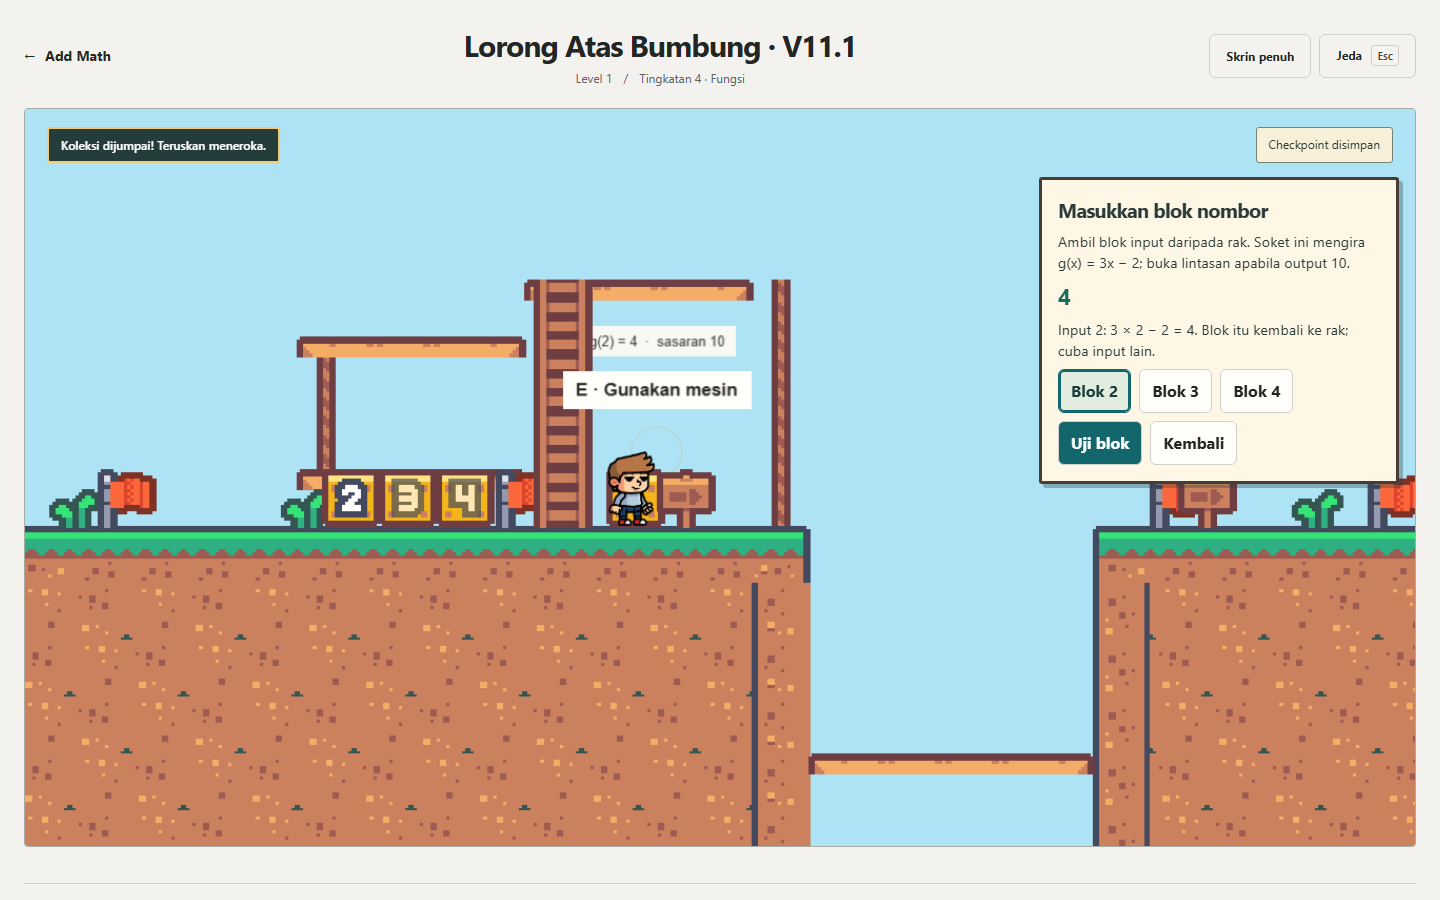 ← Add Math
Lorong Atas Bumbung · V11.1
Level 1 / Tingkatan 4 · Fungsi
Skrin penuh
Jeda Esc
Koleksi dijumpai! Teruskan meneroka.
Checkpoint disimpan
Masukkan blok nombor
Ambil blok input daripada rak. Soket ini mengira
g(x) = 3x − 2; buka lintasan apabila output 10.
4
Input 2: 3 × 2 − 2 = 4. Blok itu kembali ke rak;
cuba input lain.
Blok 2 Blok 3 Blok 4
Uji blok Kembali
g(2) = 4 · sasaran 10
E · Gunakan mesin
2 3 4